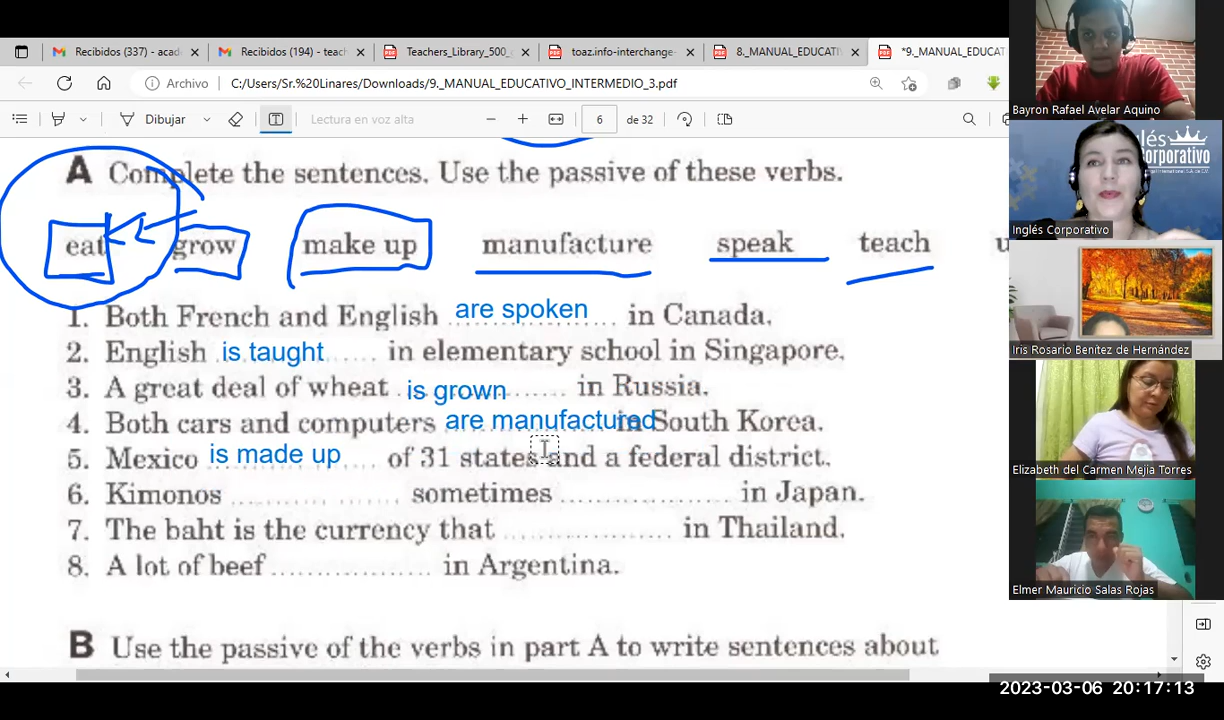 Recibidos (337) - acad
Recibidos (194) - teach
Teachers_Library_500_
toaz.info-interchange-
8._MANUAL_EDUCATIV
*9._MANUAL_EDUCAT
Archivo
C:/Users/Sr.%20Linares/Downloads/9._MANUAL_EDUCATIVO_INTERMEDIO_3.pdf
Dibujar
Lectura en voz alta
6
de 32
A Complete the sentences. Use the passive of these verbs.
eat grow make up manufacture speak teach u
1. Both French and English are spoken in Canada.
2. English is taught in elementary school in Singapore.
3. A great deal of wheat is grown in Russia.
4. Both cars and computers are manufactured in South Korea.
5. Mexico is made up of 31 states and a federal district.
6. Kimonos .................. sometimes .................. in Japan.
7. The baht is the currency that .................. in Thailand.
8. A lot of beef .................. in Argentina.
B Use the passive of the verbs in part A to write sentences about
Bayron Rafael Avelar Aquino
nglés
orporativo
Inglés Corporativo
Iris Rosario Benítez de Hernández
Elizabeth del Carmen Mejia Torres
Elmer Mauricio Salas Rojas
2023-03-06 20:17:13